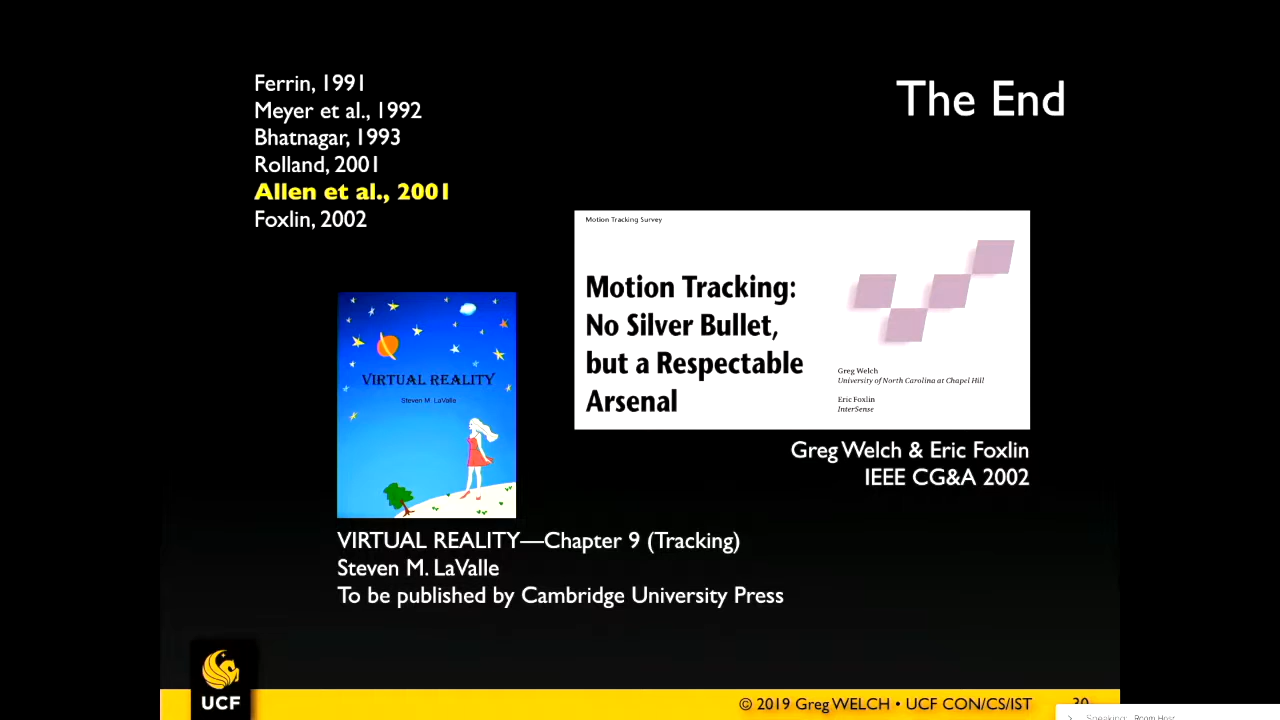 The End
Ferrin, 1991
Meyer et al., 1992
Bhatnagar, 1993
Rolland, 2001
Allen et al., 2001
Foxlin, 2002
Motion Tracking Survey
Motion Tracking:
No Silver Bullet,
but a Respectable
Arsenal
Greg Welch
University of North Carolina at Chapel Hill
Eric Foxlin
InterSense
Greg Welch & Eric Foxlin
IEEE CG&A 2002
VIRTUAL REALITY
Steven M. LaValle
VIRTUAL REALITY—Chapter 9 (Tracking)
Steven M. LaValle
To be published by Cambridge University Press
UCF
© 2019 Greg WELCH • UCF CON/CS/IST
Speaking: Room Host